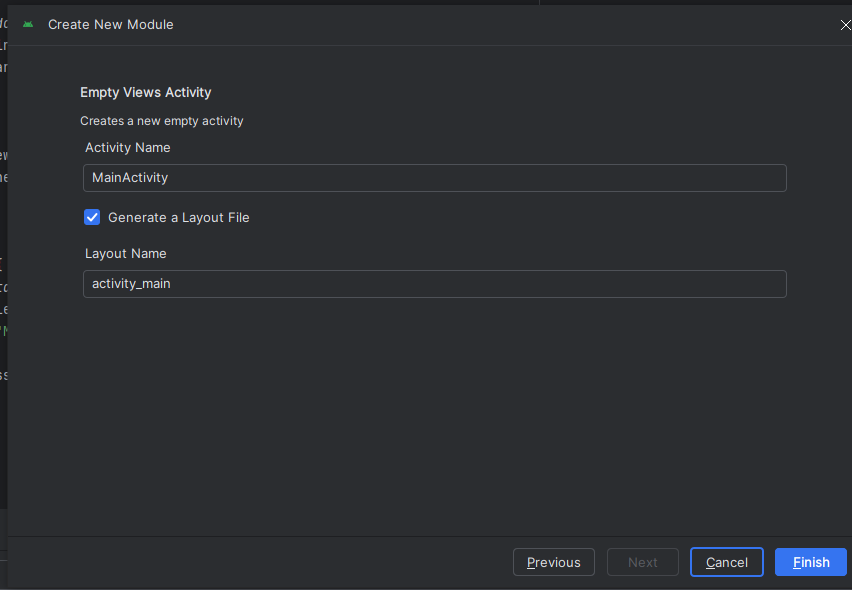 Create New Module
Empty Views Activity
Creates a new empty activity
Activity Name
MainActivity
Generate a Layout File
Layout Name
activity_main
Previous
Next
Cancel
Finish